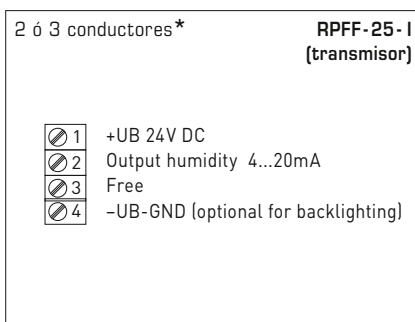 2 ó 3 conductores* RPFF-25-I
(transmisor)
1 +UB 24V DC
2 Output humidity 4...20mA
3 Free
4 –UB-GND (optional for backlighting)